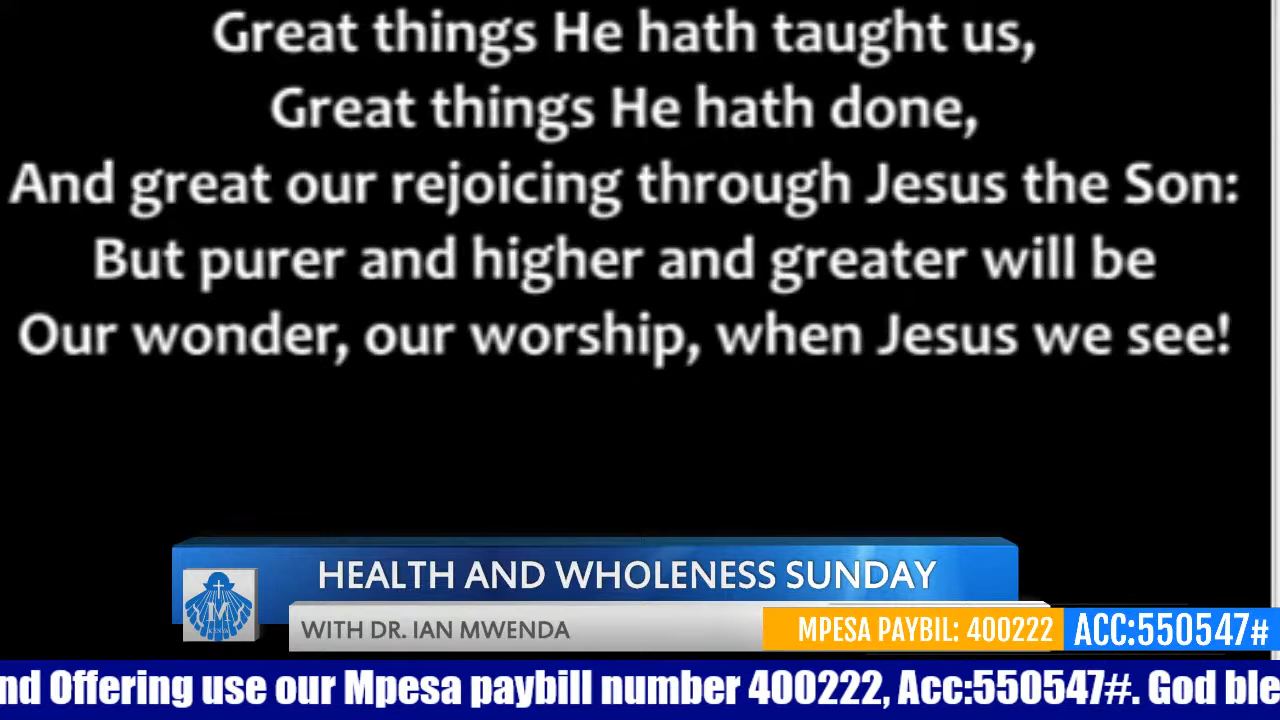 Great things He hath taught us,
Great things He hath done,
And great our rejoicing through Jesus the Son:
But purer and higher and greater will be
Our wonder, our worship, when Jesus we see!
HEALTH AND WHOLENESS SUNDAY
WITH DR. IAN MWENDA
MPESA PAYBIL: 400222 ACC:550547#
nd Offering use our Mpesa paybill number 400222, Acc:550547#. God ble